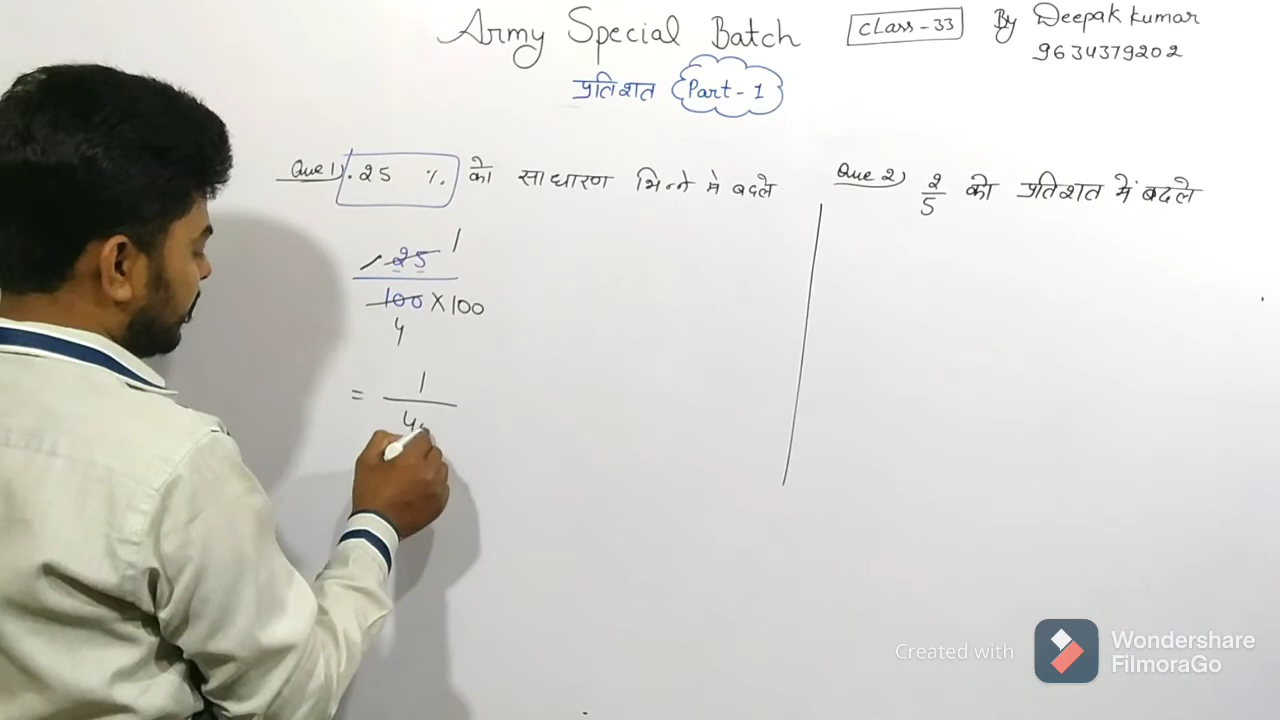 Army Special Batch
CLass-33
By Deepak kumar
9634379202
प्रतिशत Part-1
Que 1). .25 % को साधारण भिन्ने मे बदले
.25 1
100 X 100
4
= 1
4
Que 2) 2/5 को प्रतिशत में बदले
Created with
Wondershare
FilmoraGo